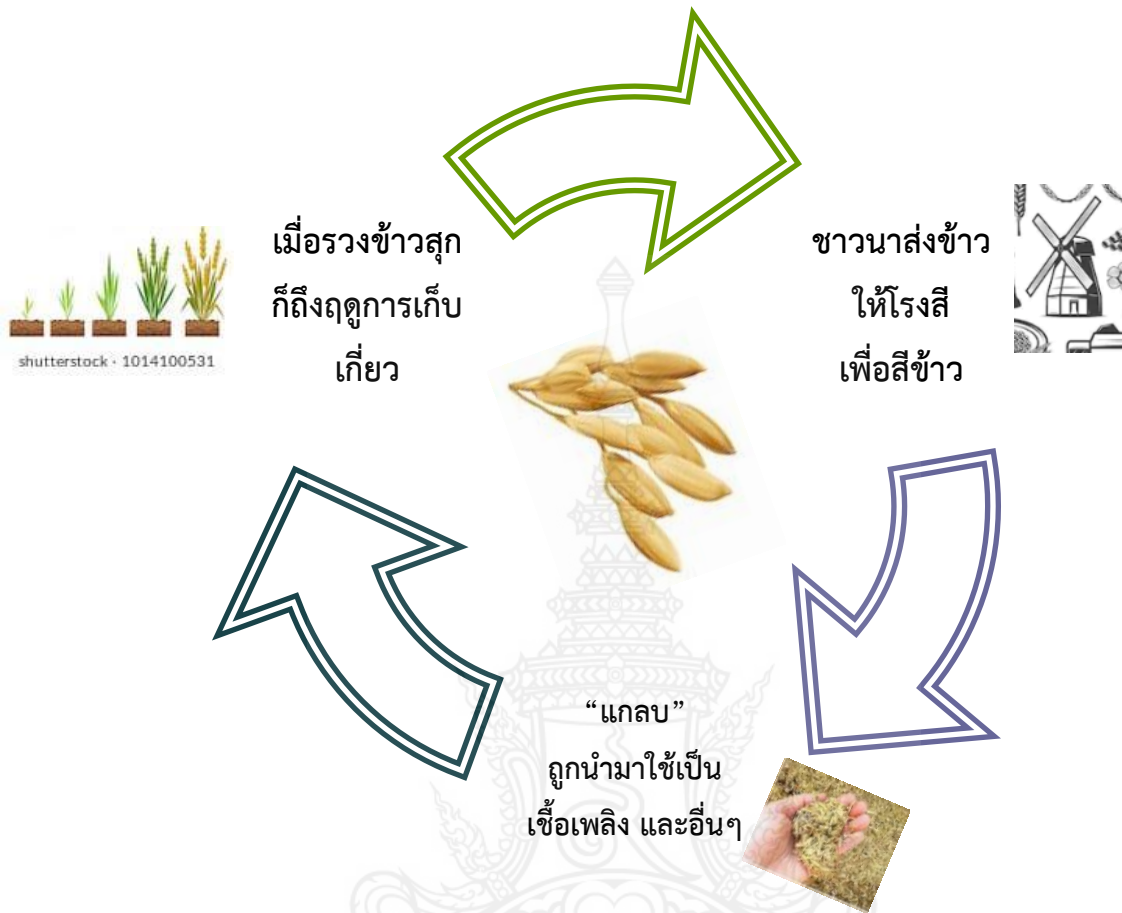 เมื่อรวงข้าวสุก
ก็ถึงฤดูการเก็บ
เกี่ยว
shutterstock · 1014100531
ชาวนาส่งข้าว
ให้โรงสี
เพื่อสีข้าว
“แกลบ”
ถูกนำมาใช้เป็น
เชื้อเพลิง และอื่นๆ